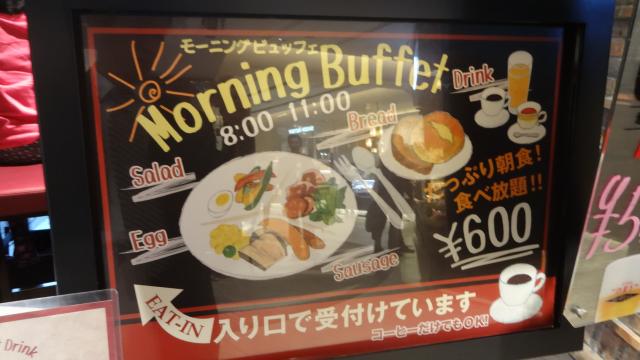 モーニングビュッフェ
Morning Buffet
8:00-11:00
Drink
Bread
Salad
Egg
Sausage
たっぷり朝食!
食べ放題!!
¥600
EAT-IN
入り口で受付けています
コーヒーだけでもOK!
Drink